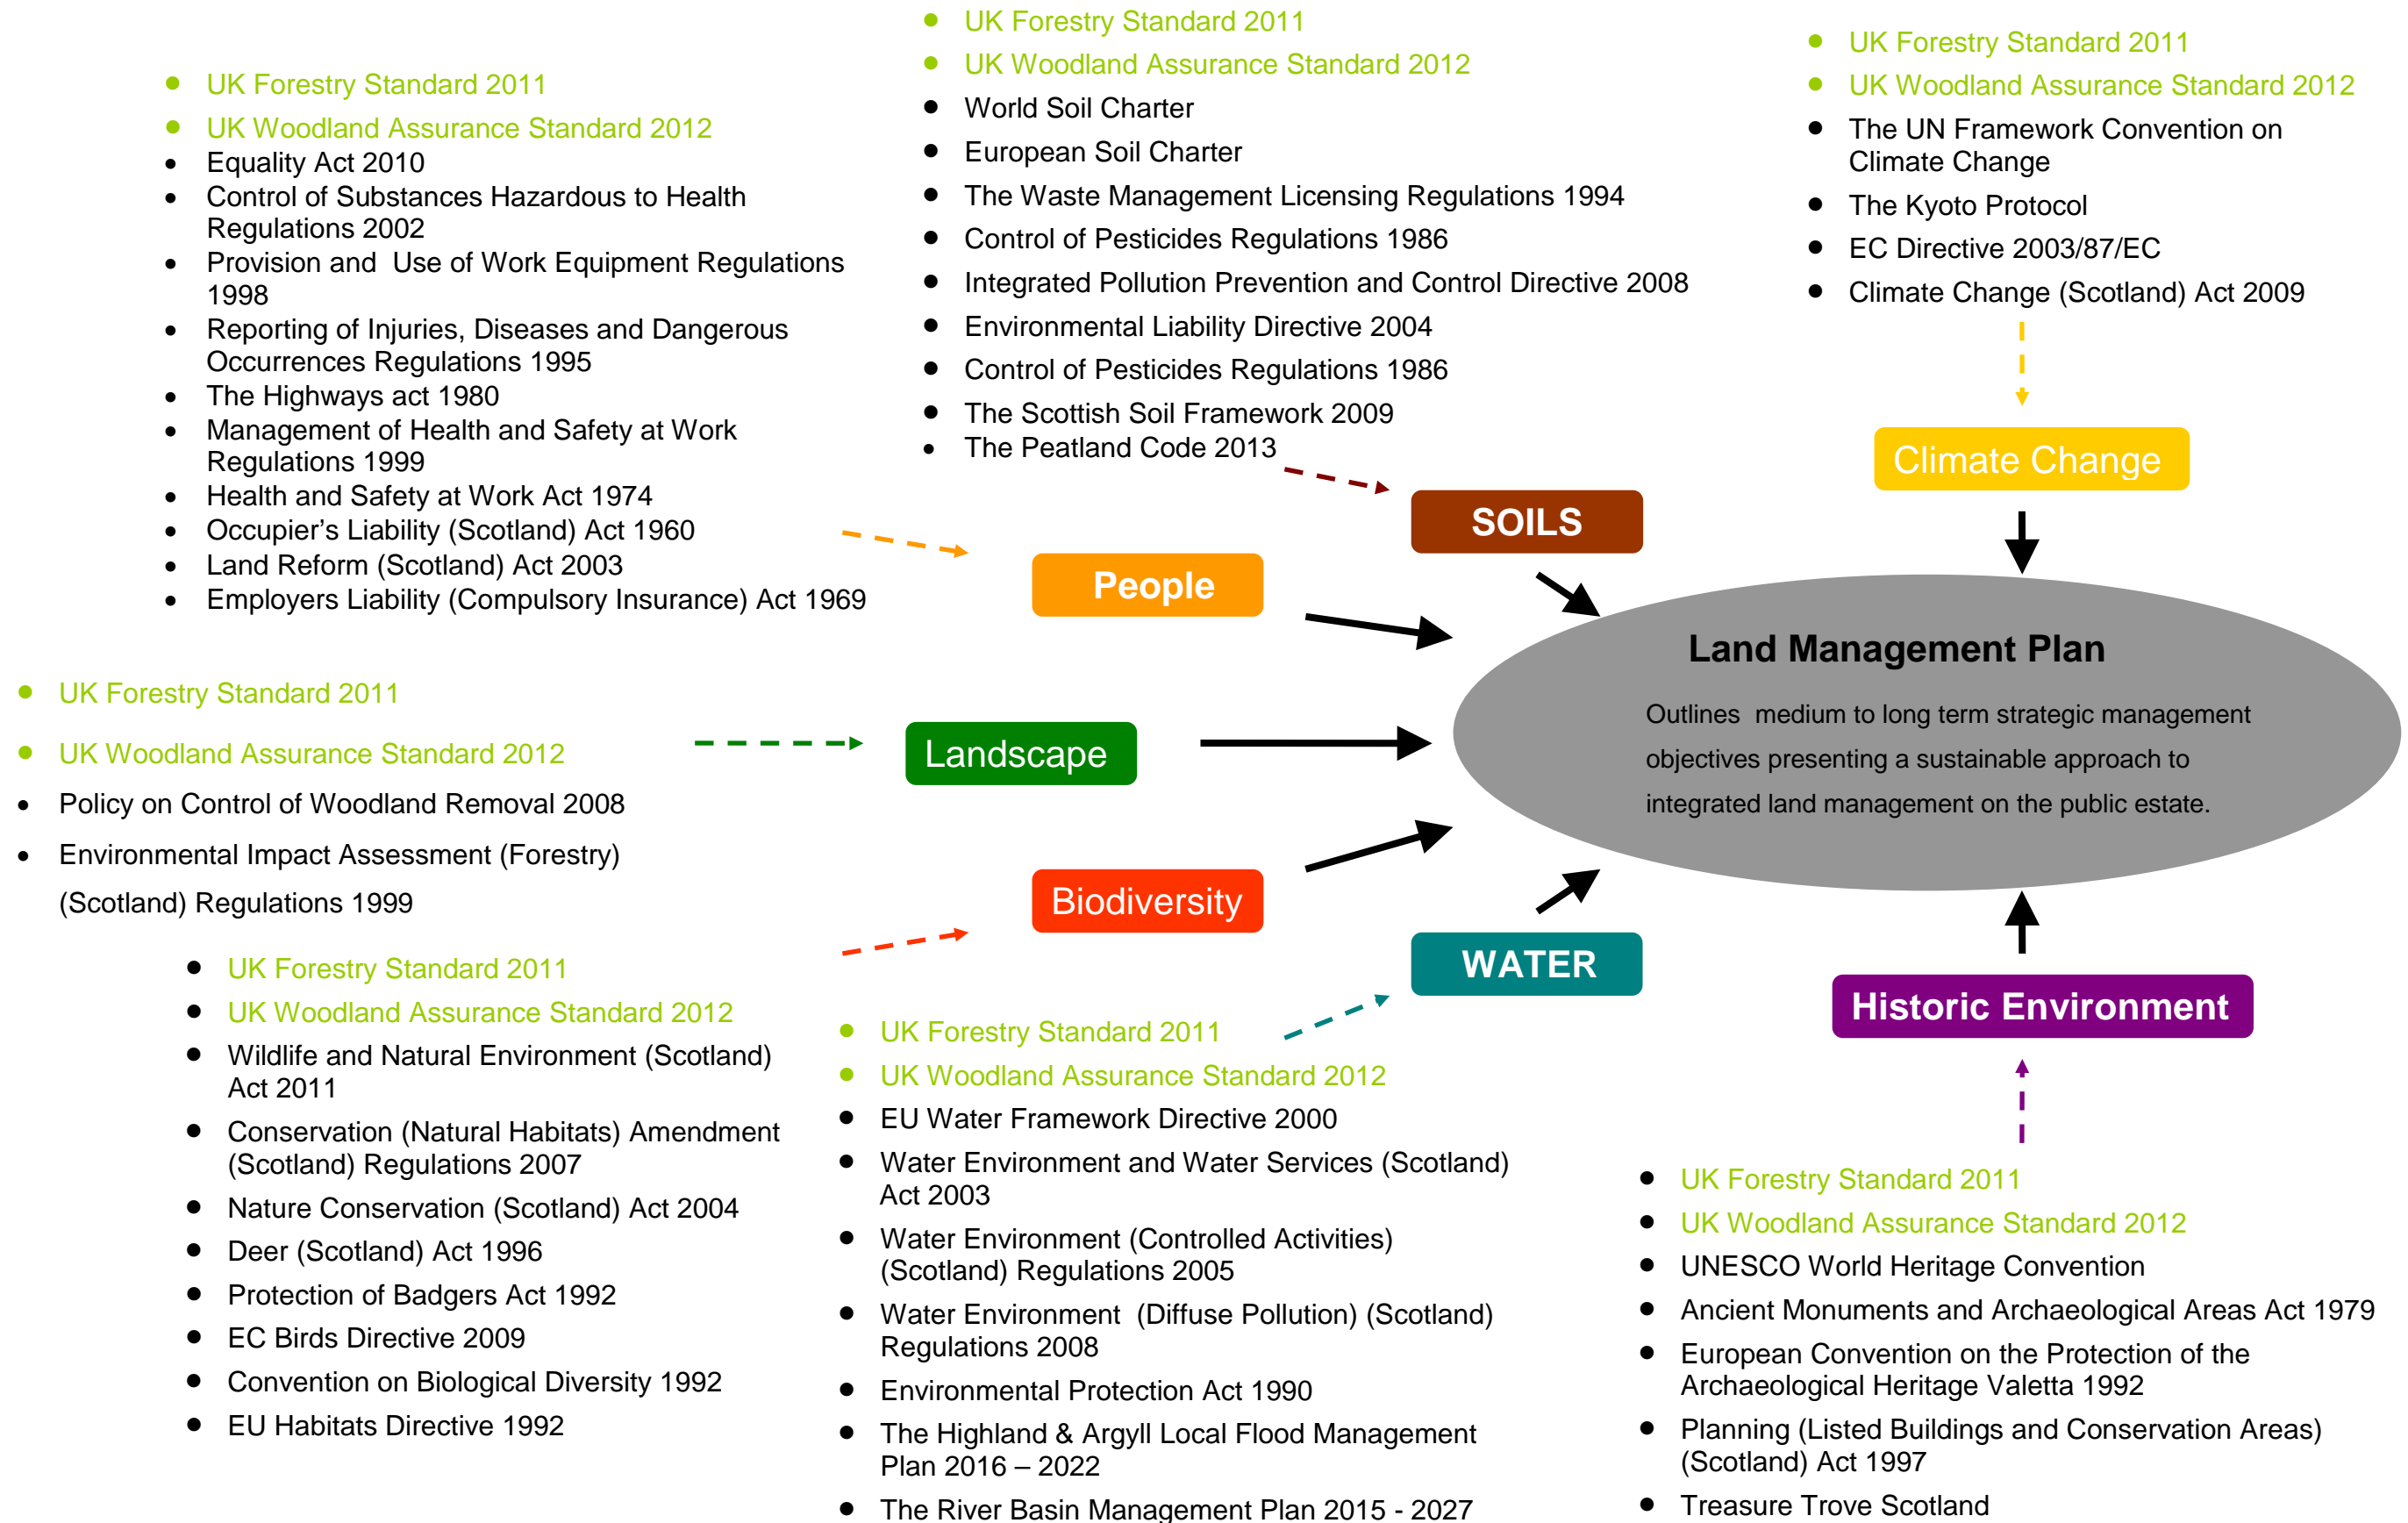 UK Forestry Standard 2011
UK Woodland Assurance Standard 2012
Equality Act 2010
Control of Substances Hazardous to Health
Regulations 2002
Provision and Use of Work Equipment Regulations
1998
Reporting of Injuries, Diseases and Dangerous
Occurrences Regulations 1995
The Highways act 1980
Management of Health and Safety at Work
Regulations 1999
Health and Safety at Work Act 1974
Occupier's Liability (Scotland) Act 1960
Land Reform (Scotland) Act 2003
Employers Liability (Compulsory Insurance) Act 1969
UK Forestry Standard 2011
UK Woodland Assurance Standard 2012
World Soil Charter
European Soil Charter
The Waste Management Licensing Regulations 1994
Control of Pesticides Regulations 1986
Integrated Pollution Prevention and Control Directive 2008
Environmental Liability Directive 2004
Control of Pesticides Regulations 1986
The Scottish Soil Framework 2009
The Peatland Code 2013
UK Forestry Standard 2011
UK Woodland Assurance Standard 2012
The UN Framework Convention on
Climate Change
The Kyoto Protocol
EC Directive 2003/87/EC
Climate Change (Scotland) Act 2009
Climate Change
SOILS
People
Land Management Plan
Outlines medium to long term strategic management
objectives presenting a sustainable approach to
integrated land management on the public estate.
UK Forestry Standard 2011
UK Woodland Assurance Standard 2012
Policy on Control of Woodland Removal 2008
Environmental Impact Assessment (Forestry)
(Scotland) Regulations 1999
Landscape
Biodiversity
WATER
Historic Environment
UK Forestry Standard 2011
UK Woodland Assurance Standard 2012
Wildlife and Natural Environment (Scotland)
Act 2011
Conservation (Natural Habitats) Amendment
(Scotland) Regulations 2007
Nature Conservation (Scotland) Act 2004
Deer (Scotland) Act 1996
Protection of Badgers Act 1992
EC Birds Directive 2009
Convention on Biological Diversity 1992
EU Habitats Directive 1992
UK Forestry Standard 2011
UK Woodland Assurance Standard 2012
EU Water Framework Directive 2000
Water Environment and Water Services (Scotland)
Act 2003
Water Environment (Controlled Activities)
(Scotland) Regulations 2005
Water Environment (Diffuse Pollution) (Scotland)
Regulations 2008
Environmental Protection Act 1990
The Highland & Argyll Local Flood Management
Plan 2016 – 2022
The River Basin Management Plan 2015 - 2027
UK Forestry Standard 2011
UK Woodland Assurance Standard 2012
UNESCO World Heritage Convention
Ancient Monuments and Archaeological Areas Act 1979
European Convention on the Protection of the
Archaeological Heritage Valetta 1992
Planning (Listed Buildings and Conservation Areas)
(Scotland) Act 1997
Treasure Trove Scotland